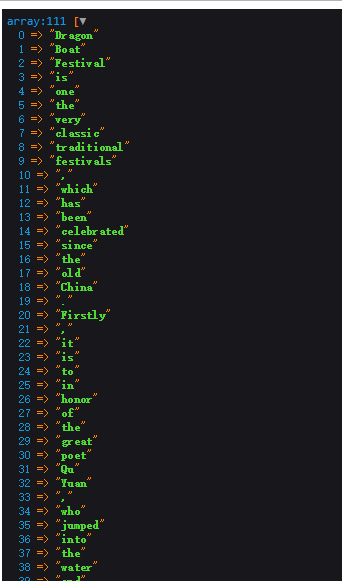 array:111 [▼
0 => "Dragon"
1 => "Boat"
2 => "Festival"
3 => "is"
4 => "one"
5 => "the"
6 => "very"
7 => "classic"
8 => "traditional"
9 => "festivals"
10 => ","
11 => "which"
12 => "has"
13 => "been"
14 => "celebrated"
15 => "since"
16 => "the"
17 => "old"
18 => "China"
19 => "."
20 => "Firstly"
21 => ","
22 => "it"
23 => "is"
24 => "to"
25 => "in"
26 => "honor"
27 => "of"
28 => "the"
29 => "great"
30 => "poet"
31 => "Qu"
32 => "Yuan"
33 => ","
34 => "who"
35 => "jumped"
36 => "into"
37 => "the"
38 => "water"
39 => "and"